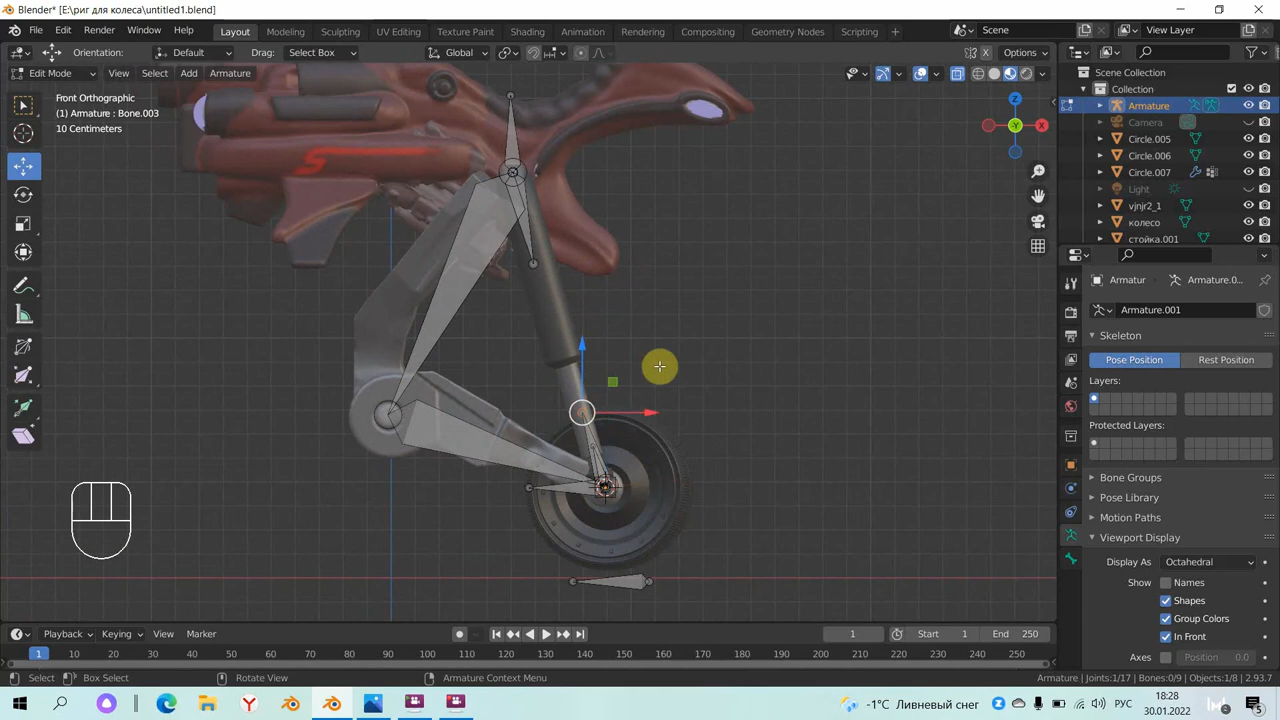 Blender* [E:\риг для колеса\untitled1.blend]
File Edit Render Window Help Layout Modeling Sculpting UV Editing Texture Paint Shading Animation Rendering Compositing Geometry Nodes Scripting + Scene View Layer
Orientation: Default Drag: Select Box Global X Options
Edit Mode View Select Add Armature
Front Orthographic
(1) Armature : Bone.003
10 Centimeters
Z
-Y
X
S
Scene Collection
Collection
Armature
Camera
Circle.005
Circle.006
Circle.007
Light
vjnjr2_1
колесо
стойка.001
Armatur Armature.0...
Armature.001
Skeleton
Pose Position Rest Position
Layers:
Protected Layers:
Bone Groups
Pose Library
Motion Paths
Viewport Display
Display As Octahedral
Show Names
Shapes
Group Colors
In Front
Axes Position 0.0
Playback Keying View Marker 1 Start 1 End 250
1 10 20 30 40 50 60 70 80 90 100 110 120 130 140 150 160 170 180 190 200 210 220 230 240 250
Select Box Select Rotate View Armature Context Menu Armature | Joints:1/17 | Bones:0/9 | Objects:1/8 | 2.93.7
-1°C Ливневый снег РУС 18:28
30.01.2022 5